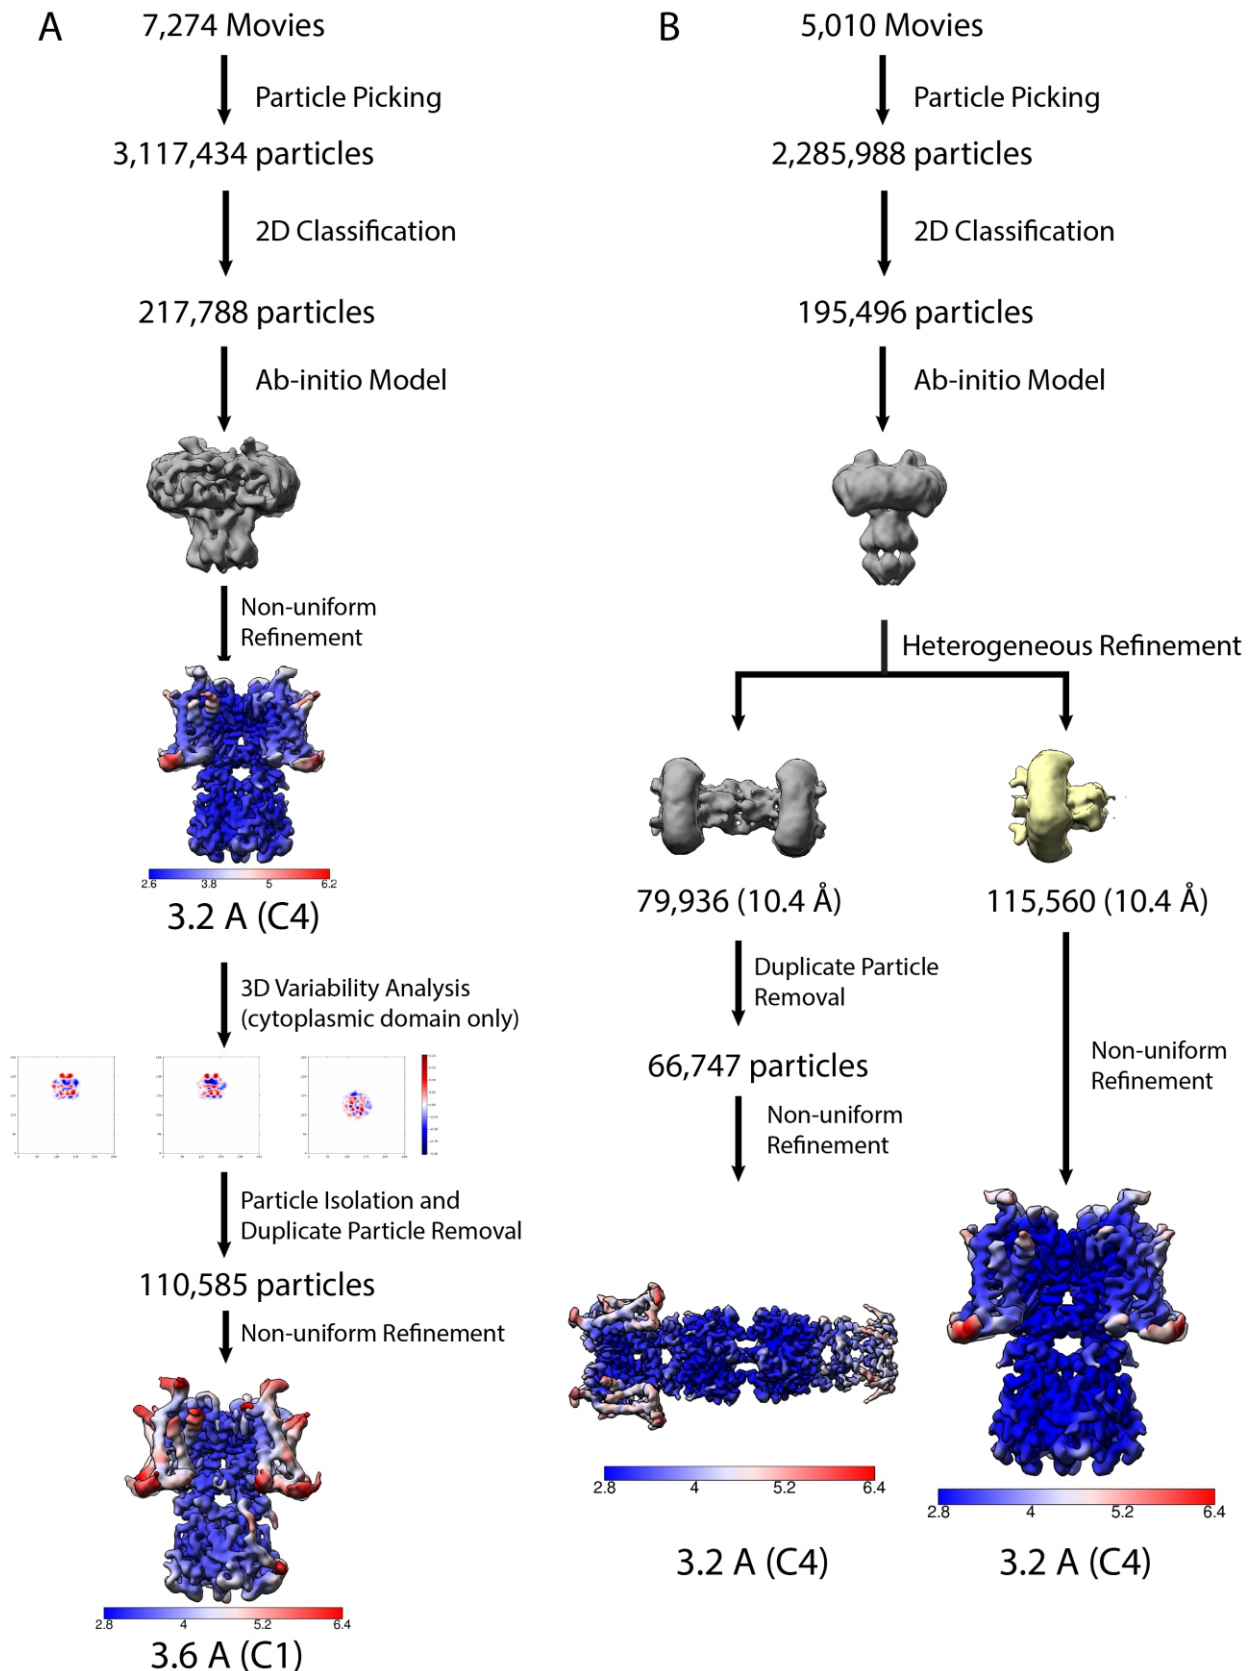 A
7,274 Movies
Particle Picking
3,117,434 particles
2D Classification
217,788 particles
Ab-initio Model
Non-uniform
Refinement
2.6 3.8 5 6.2
3.2 A (C4)
3D Variability Analysis
(cytoplasmic domain only)
Particle Isolation and
Duplicate Particle Removal
110,585 particles
Non-uniform Refinement
2.8 4 5.2 6.4
3.6 A (C1)
B
5,010 Movies
Particle Picking
2,285,988 particles
2D Classification
195,496 particles
Ab-initio Model
Heterogeneous Refinement
79,936 (10.4 Å)
Duplicate Particle
Removal
66,747 particles
Non-uniform
Refinement
2.8 4 5.2 6.4
3.2 A (C4)
115,560 (10.4 Å)
Non-uniform
Refinement
2.8 4 5.2 6.4
3.2 A (C4)